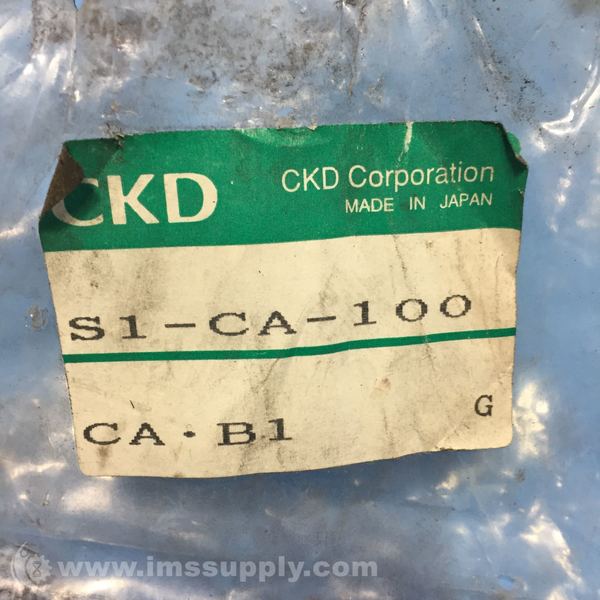 CKD
CKD Corporation
MADE IN JAPAN
S1-CA-100
CA·B1
G
www.imssupply.com